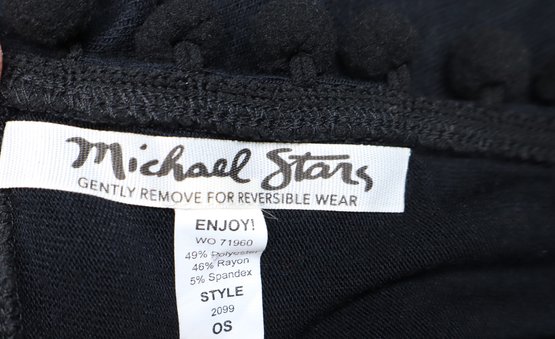 Michael Stars
GENTLY REMOVE FOR REVERSIBLE WEAR
ENJOY!
WO 71960
49% Polyester
46% Rayon
5% Spandex
STYLE
2099
OS